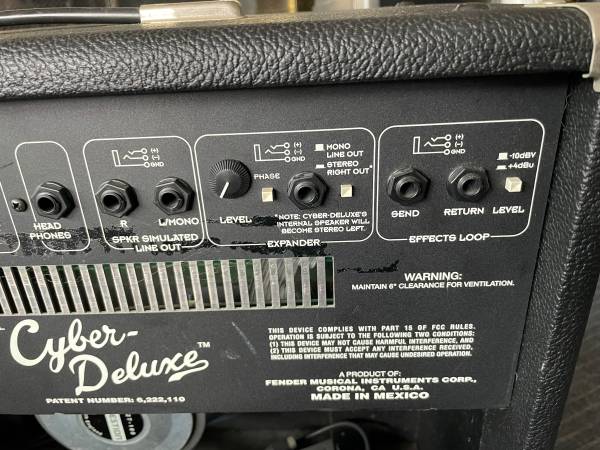 (+)
(-)
GND
HEAD
PHONES
R
L/MONO
SPKR SIMULATED
LINE OUT
(+)
(-)
GND
MONO
LINE OUT
STEREO
RIGHT OUT*
PHASE
LEVEL
*NOTE: CYBER-DELUXE'S
INTERNAL SPEAKER WILL
BECOME STEREO LEFT.
EXPANDER
(+)
(-)
GND
-10dBV
+4dBu
SEND
RETURN
LEVEL
EFFECTS LOOP
WARNING:
MAINTAIN 6" CLEARANCE FOR VENTILATION.
Cyber-
Deluxe™
PATENT NUMBER: 6,222,110
THIS DEVICE COMPLIES WITH PART 15 OF FCC RULES.
OPERATION IS SUBJECT TO THE FOLLOWING TWO CONDITIONS:
(1) THIS DEVICE MAY NOT CAUSE HARMFUL INTERFERENCE, AND
(2) THIS DEVICE MUST ACCEPT ANY INTERFERENCE RECEIVED,
INCLUDING INTERFERENCE THAT MAY CAUSE UNDESIRED OPERATION.
A PRODUCT OF:
FENDER MUSICAL INSTRUMENTS CORP.,
CORONA, CA U.S.A.
MADE IN MEXICO